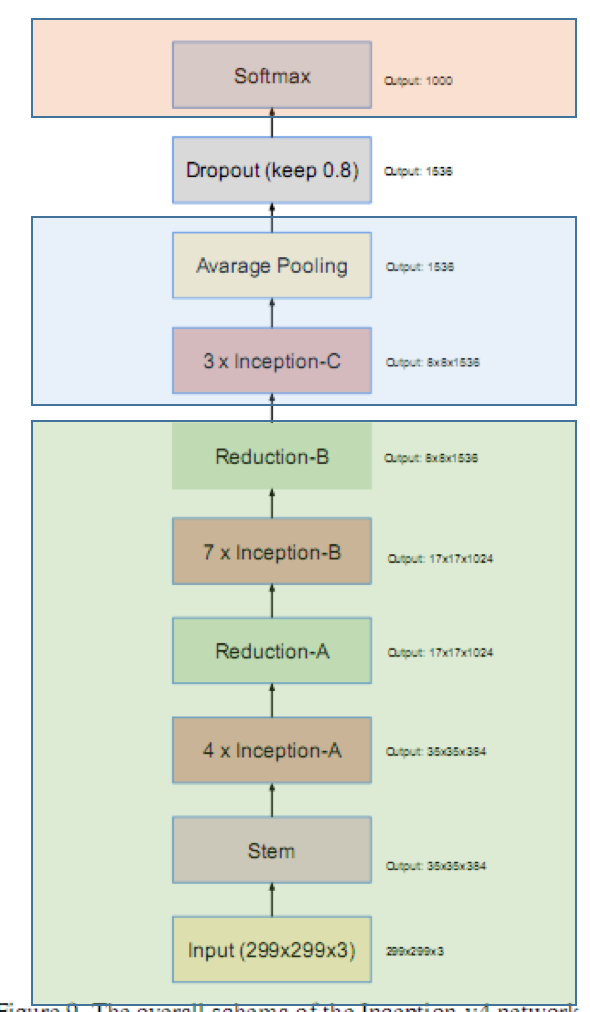 Softmax
Output: 1000
Dropout (keep 0.8)
Output: 1536
Avarage Pooling
Output: 1536
3 x Inception-C
Output: 8x8x1536
Reduction-B
Output: 8x8x1536
7 x Inception-B
Output: 17x17x1024
Reduction-A
Output: 17x17x1024
4 x Inception-A
Output: 35x35x384
Stem
Output: 35x35x384
Input (299x299x3)
299x299x3
Figure 9. The overall schema of the Inception-v4 network